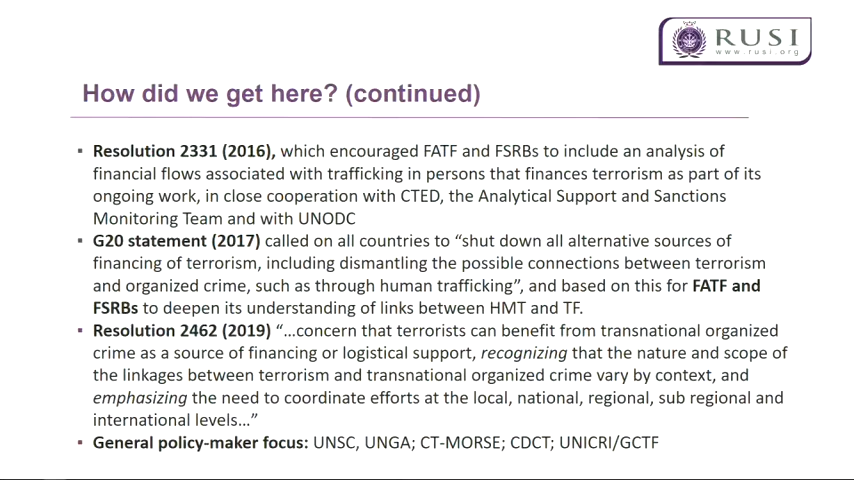 RUSI
www.rusi.org
How did we get here? (continued)
▪ Resolution 2331 (2016), which encouraged FATF and FSRBs to include an analysis of
financial flows associated with trafficking in persons that finances terrorism as part of its
ongoing work, in close cooperation with CTED, the Analytical Support and Sanctions
Monitoring Team and with UNODC
▪ G20 statement (2017) called on all countries to “shut down all alternative sources of
financing of terrorism, including dismantling the possible connections between terrorism
and organized crime, such as through human trafficking”, and based on this for FATF and
FSRBs to deepen its understanding of links between HMT and TF.
▪ Resolution 2462 (2019) “…concern that terrorists can benefit from transnational organized
crime as a source of financing or logistical support, recognizing that the nature and scope of
the linkages between terrorism and transnational organized crime vary by context, and
emphasizing the need to coordinate efforts at the local, national, regional, sub regional and
international levels…”
▪ General policy-maker focus: UNSC, UNGA; CT-MORSE; CDCT; UNICRI/GCTF